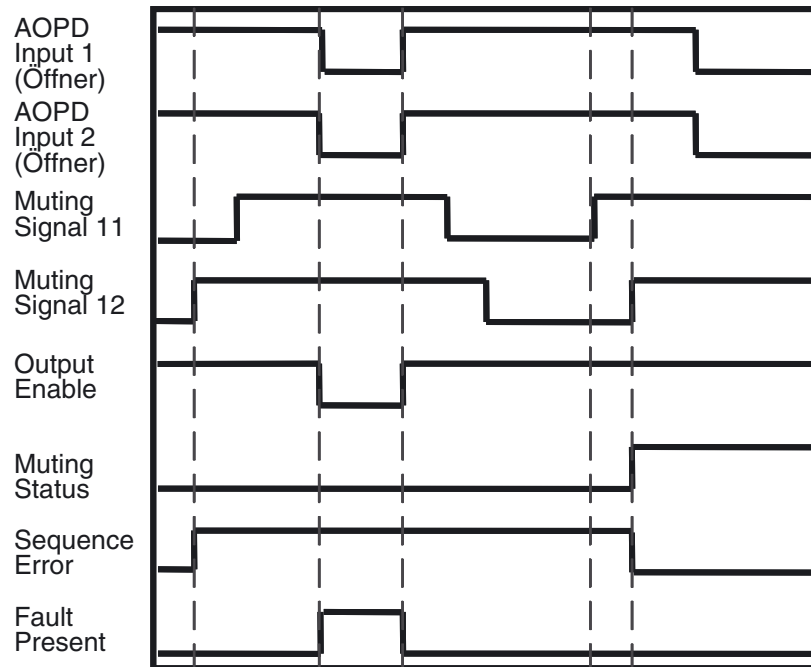 AOPD
Input 1
(Öffner)
AOPD
Input 2
(Öffner)
Muting
Signal 11
Muting
Signal 12
Output
Enable
Muting
Status
Sequence
Error
Fault
Present